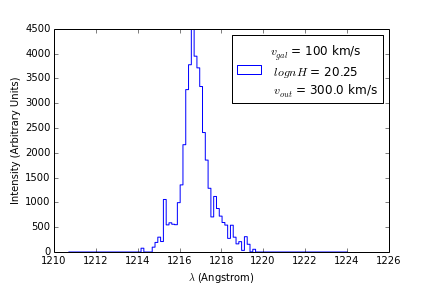 4500
4000
3500
3000
2500
2000
1500
1000
500
0
Intensity (Arbitrary Units)
v_gal = 100 km/s
lognH = 20.25
v_out = 300.0 km/s
1210 1212 1214 1216 1218 1220 1222 1224 1226
λ (Angstrom)